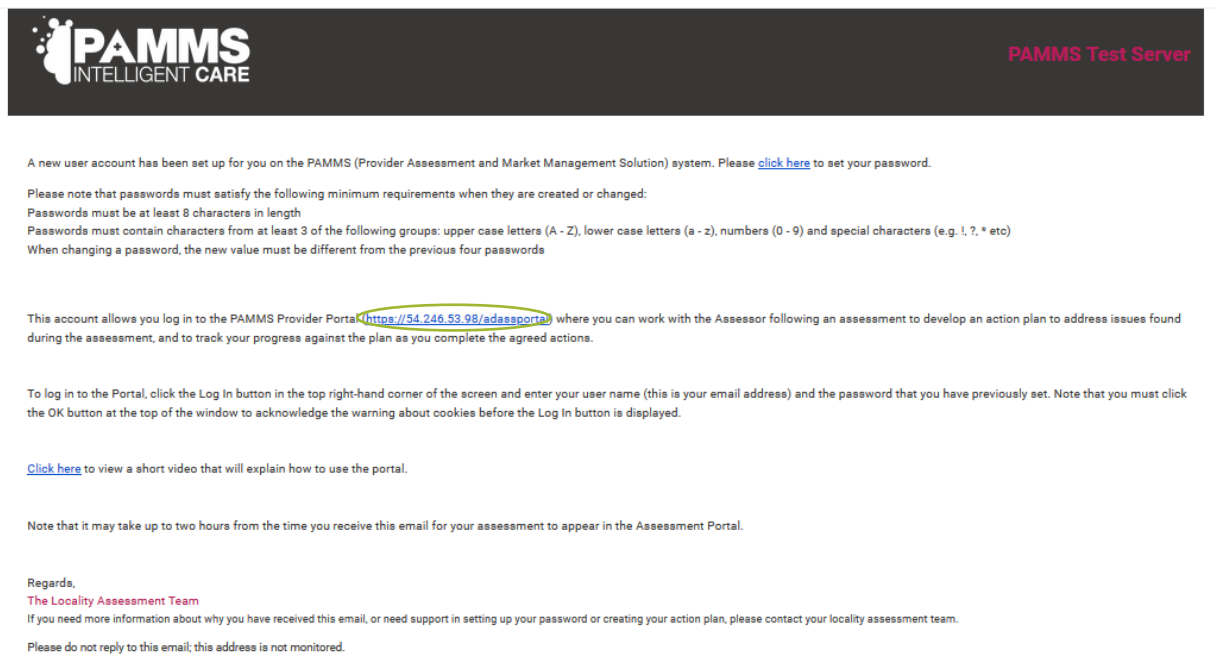 PAMMS
INTELLIGENT CARE
PAMMS Test Server
A new user account has been set up for you on the PAMMS (Provider Assessment and Market Management Solution) system. Please click here to set your password.
Please note that passwords must satisfy the following minimum requirements when they are created or changed:
Passwords must be at least 8 characters in length
Passwords must contain characters from at least 3 of the following groups: upper case letters (A - Z), lower case letters (a - z), numbers (0 - 9) and special characters (e.g. !, ?, * etc)
When changing a password, the new value must be different from the previous four passwords
This account allows you log in to the PAMMS Provider Portal (https://54.246.53.98/adassportal) where you can work with the Assessor following an assessment to develop an action plan to address issues found
during the assessment, and to track your progress against the plan as you complete the agreed actions.
To log in to the Portal, click the Log In button in the top right-hand corner of the screen and enter your user name (this is your email address) and the password that you have previously set. Note that you must click
the OK button at the top of the window to acknowledge the warning about cookies before the Log In button is displayed.
Click here to view a short video that will explain how to use the portal.
Note that it may take up to two hours from the time you receive this email for your assessment to appear in the Assessment Portal.
Regards,
The Locality Assessment Team
If you need more information about why you have received this email, or need support in setting up your password or creating your action plan, please contact your locality assessment team.
Please do not reply to this email; this address is not monitored.